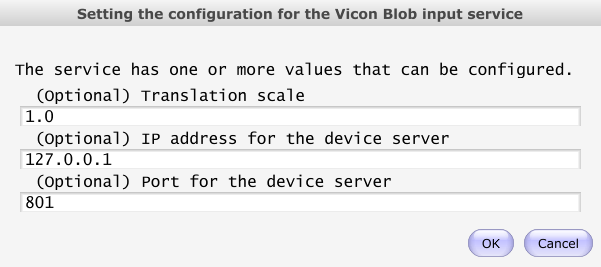 Setting the configuration for the Vicon Blob input service
The service has one or more values that can be configured.
(Optional) Translation scale
1.0
(Optional) IP address for the device server
127.0.0.1
(Optional) Port for the device server
801
OK Cancel